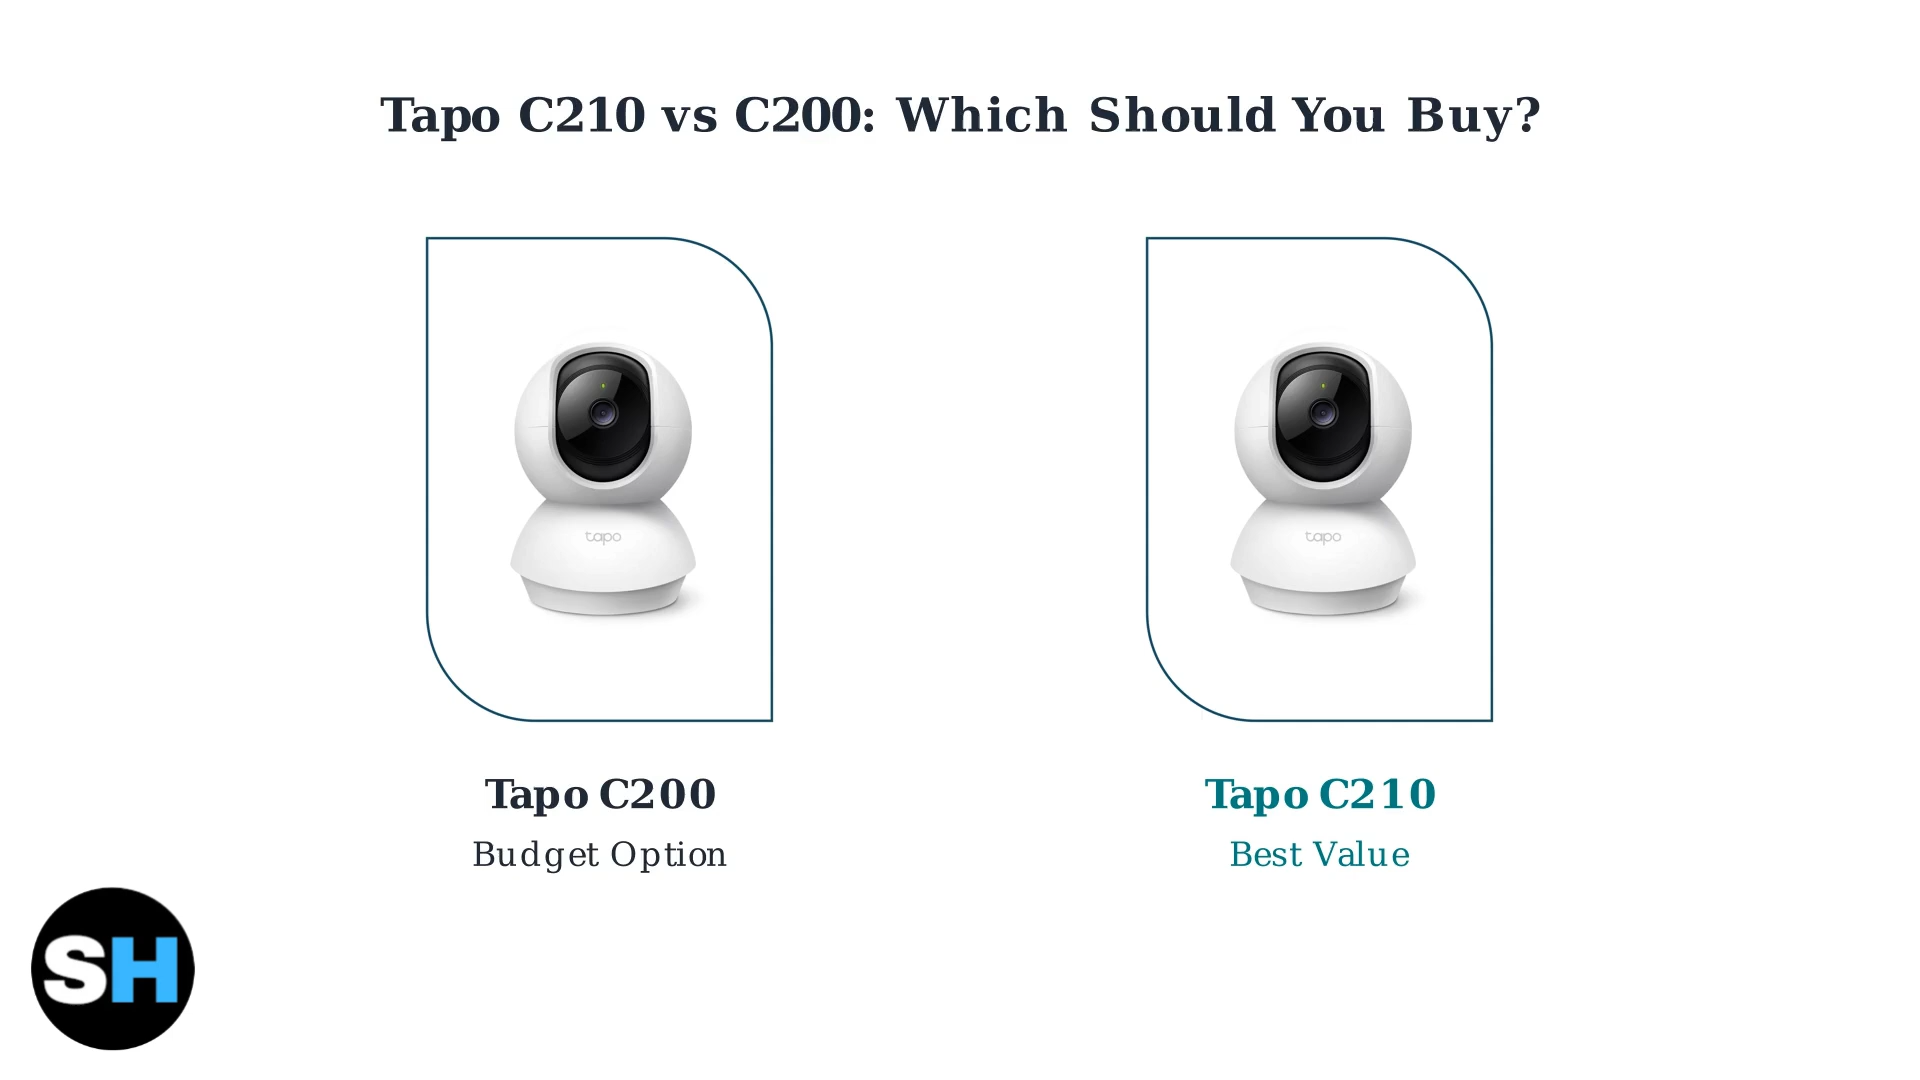 Tapo C210 vs C200: Which Should You Buy?
tapo
tapo
Tapo C200
Tapo C210
Budget Option
Best Value
SH